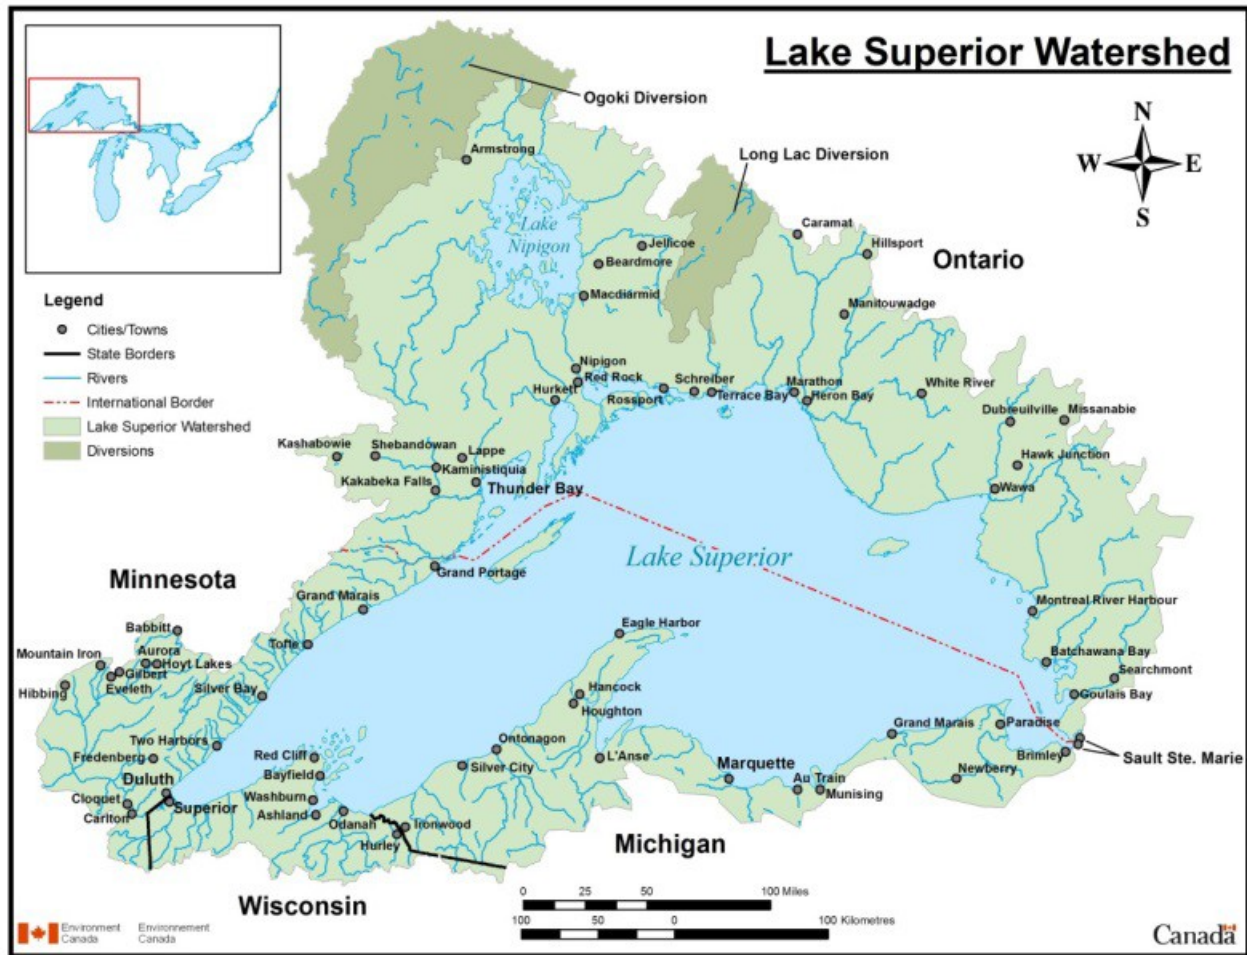 Lake Superior Watershed
Ogoki Diversion
N
W
E
S
Armstrong
Long Lac Diversion
Lake
Nipigon
Caramat
Jellicoe
Hillsport
Beardmore
Ontario
Macdiarmid
Legend
Manitouwadge
Cities/Towns
State Borders
Rivers
International Border
Lake Superior Watershed
Diversions
Nipigon
Red Rock
Hurkett
Rossport
Schreiber
Terrace Bay
Marathon
Heron Bay
White River
Dubreuilville
Missanabie
Kashabowie
Shebandowan
Lappe
Kaministiquia
Kakabeka Falls
Thunder Bay
Hawk Junction
Wawa
Lake Superior
Grand Portage
Minnesota
Grand Marais
Montreal River Harbour
Babbitt
Eagle Harbor
Tofte
Mountain Iron
Aurora
Hoyt Lakes
Gilbert
Eveleth
Hibbing
Silver Bay
Batchawana Bay
Searchmont
Goulais Bay
Hancock
Houghton
Grand Marais
Paradise
Two Harbors
Fredenberg
Red Cliff
Ontonagon
Brimley
Sault Ste. Marie
Duluth
Bayfield
Silver City
L'Anse
Marquette
Au Train
Newberry
Munising
Cloquet
Superior
Carlton
Washburn
Ashland
Odanah
Ironwood
Hurley
Michigan
Wisconsin
0 25 50 100 Miles
100 50 0 100 Kilometres
Environment
Canada
Environnement
Canada
Canada